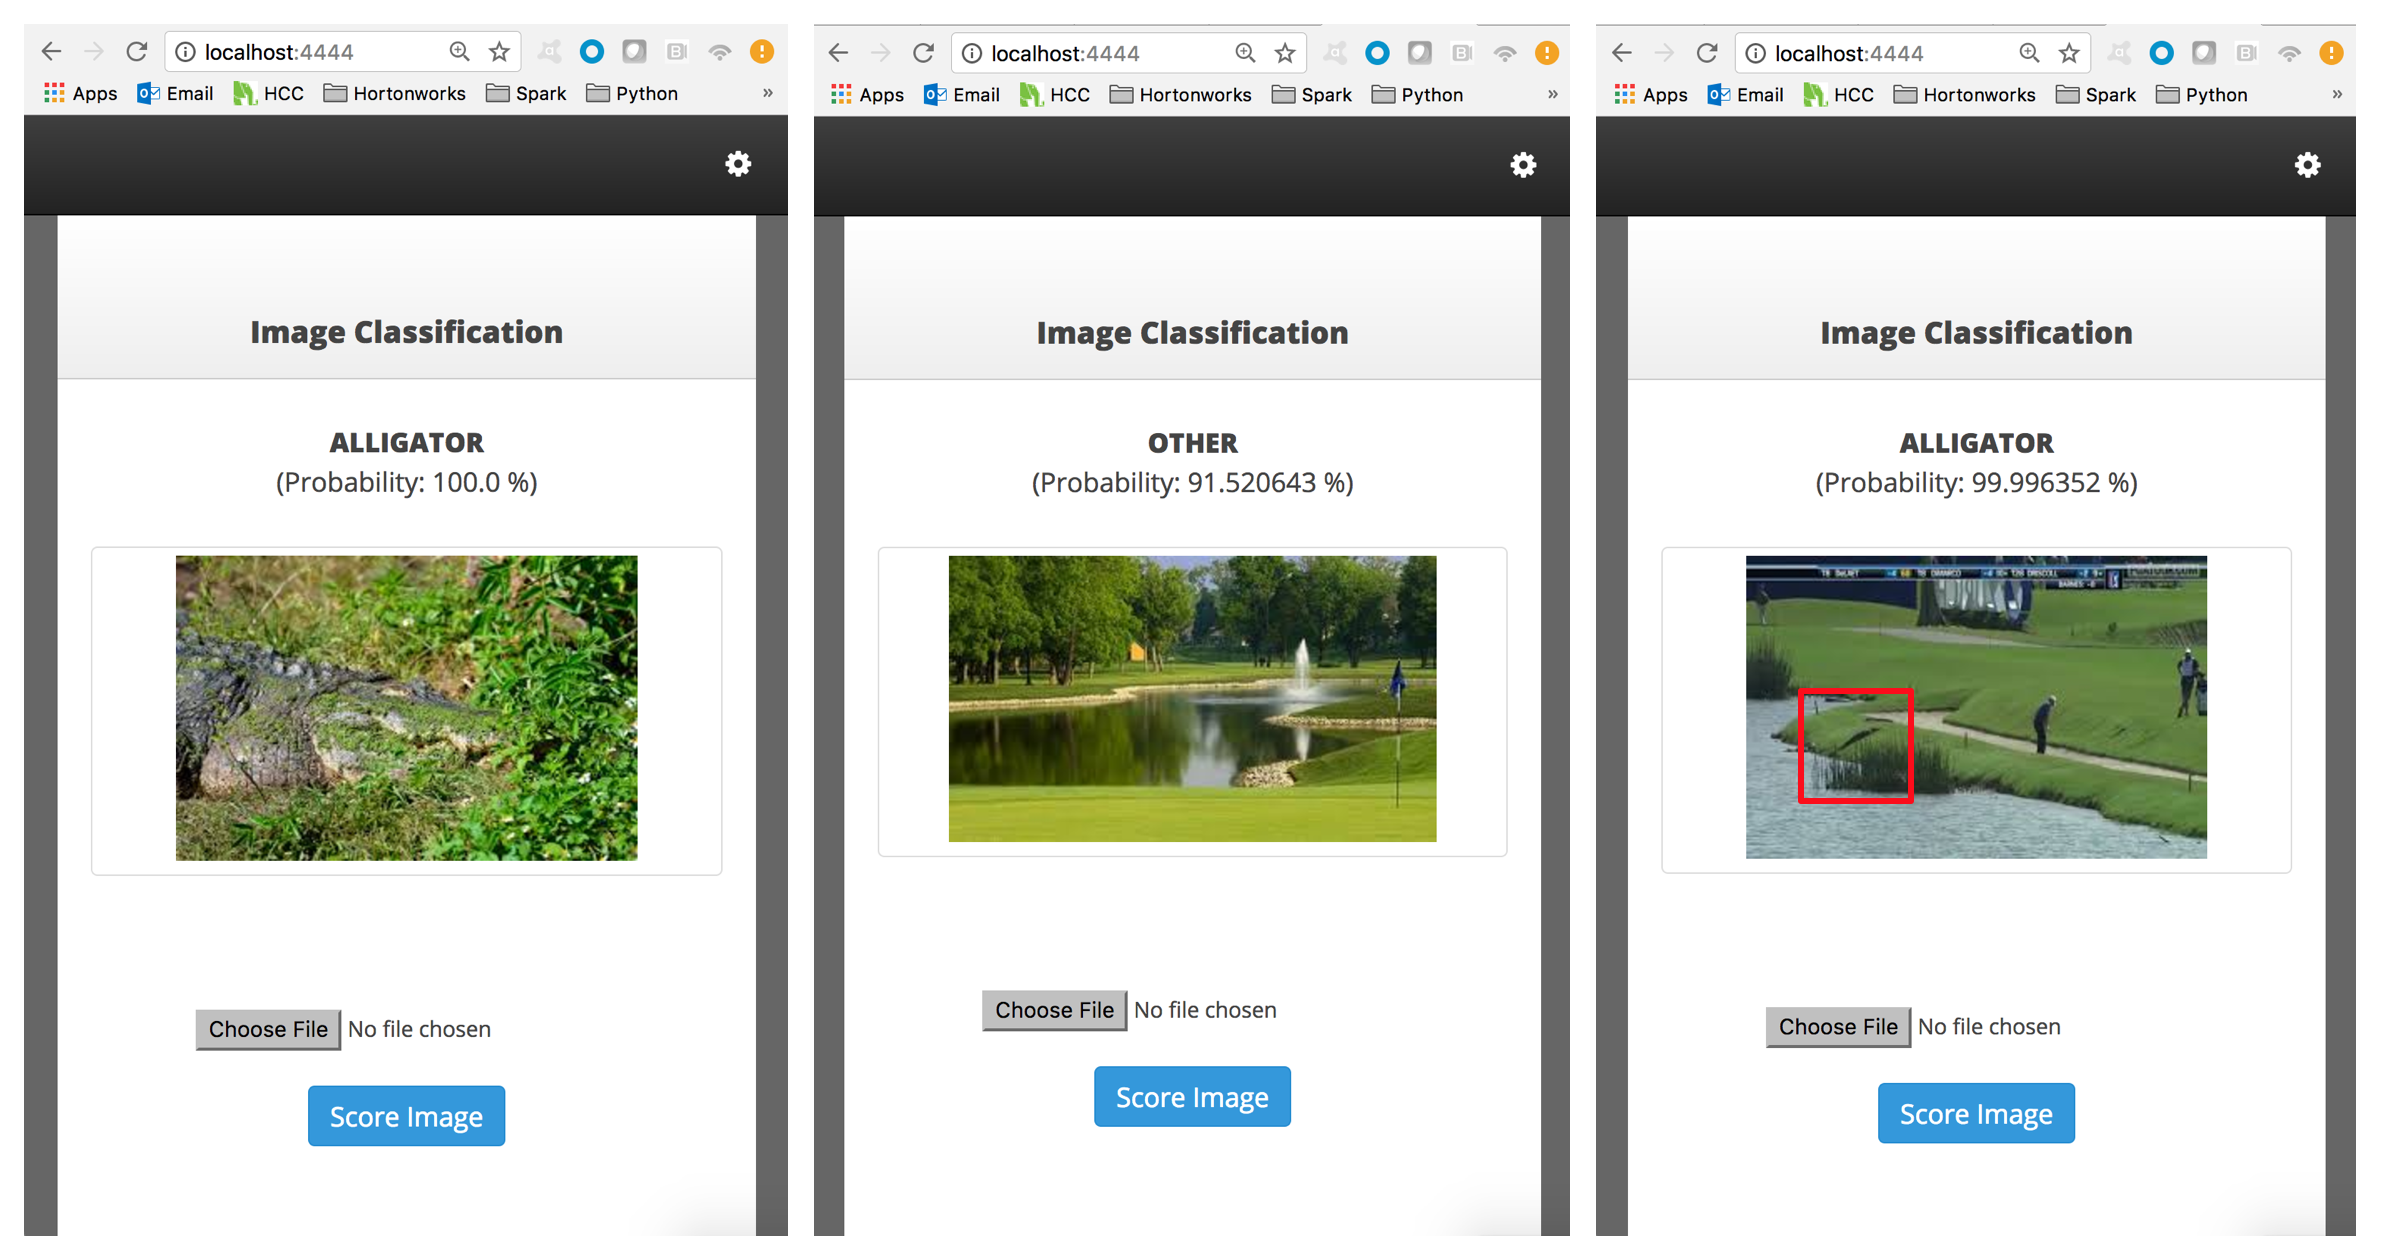 localhost:4444
Apps Email HCC Hortonworks Spark Python »
Image Classification
ALLIGATOR
(Probability: 100.0 %)
Choose File No file chosen
Score Image
localhost:4444
Apps Email HCC Hortonworks Spark Python »
Image Classification
OTHER
(Probability: 91.520643 %)
Choose File No file chosen
Score Image
localhost:4444
Apps Email HCC Hortonworks Spark Python »
Image Classification
ALLIGATOR
(Probability: 99.996352 %)
Choose File No file chosen
Score Image